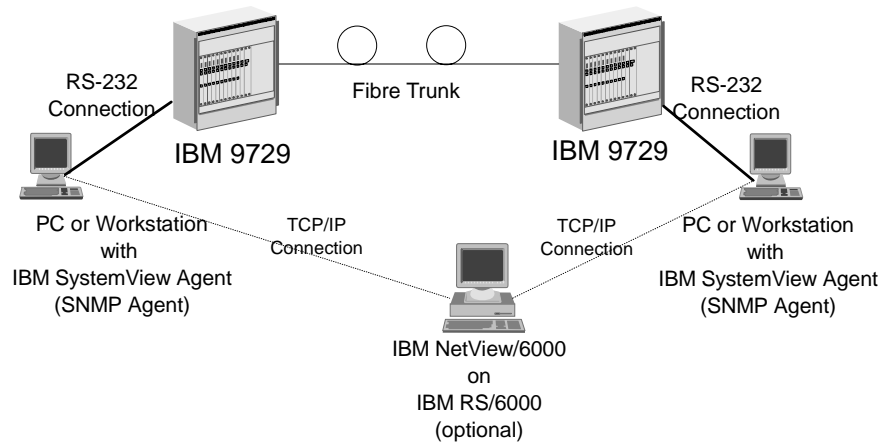 RS-232
Connection
Fibre Trunk
RS-232
Connection
IBM 9729
IBM 9729
PC or Workstation
with
IBM SystemView Agent
(SNMP Agent)
TCP/IP
Connection
TCP/IP
Connection
PC or Workstation
with
IBM SystemView Agent
(SNMP Agent)
IBM NetView/6000
on
IBM RS/6000
(optional)